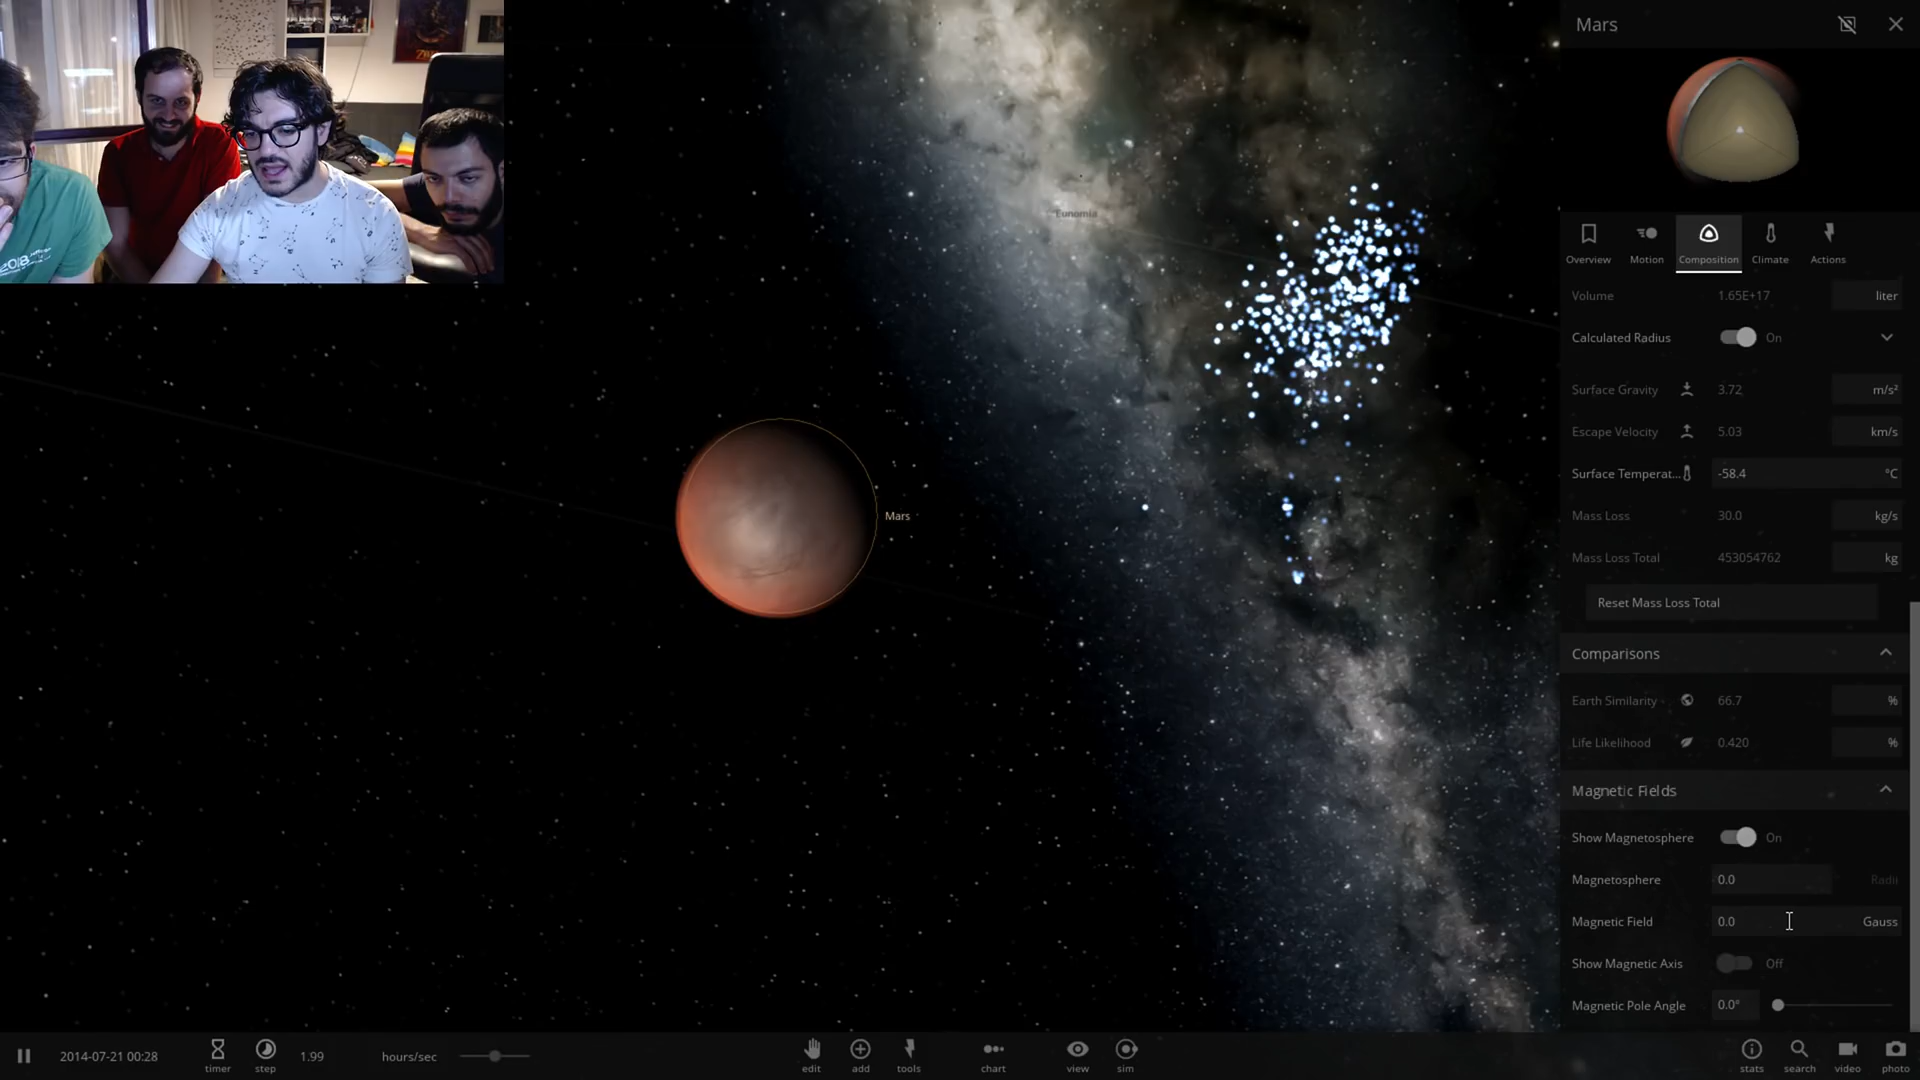 2018
Eunomia
Mars
Mars
Overview
Motion
Composition
Climate
Actions
Volume 1.65E+17 liter
Calculated Radius On
Surface Gravity 3.72 m/s²
Escape Velocity 5.03 km/s
Surface Temperat... -58.4 °C
Mass Loss 30.0 kg/s
Mass Loss Total 453054762 kg
Reset Mass Loss Total
Comparisons
Earth Similarity 66.7 %
Life Likelihood 0.420 %
Magnetic Fields
Show Magnetosphere On
Magnetosphere 0.0 Radii
Magnetic Field 0.0 Gauss
Show Magnetic Axis Off
Magnetic Pole Angle 0.0°
2014-07-21 00:28
timer
step
1.99 hours/sec
edit
add
tools
chart
view
sim
stats
search
video
photo